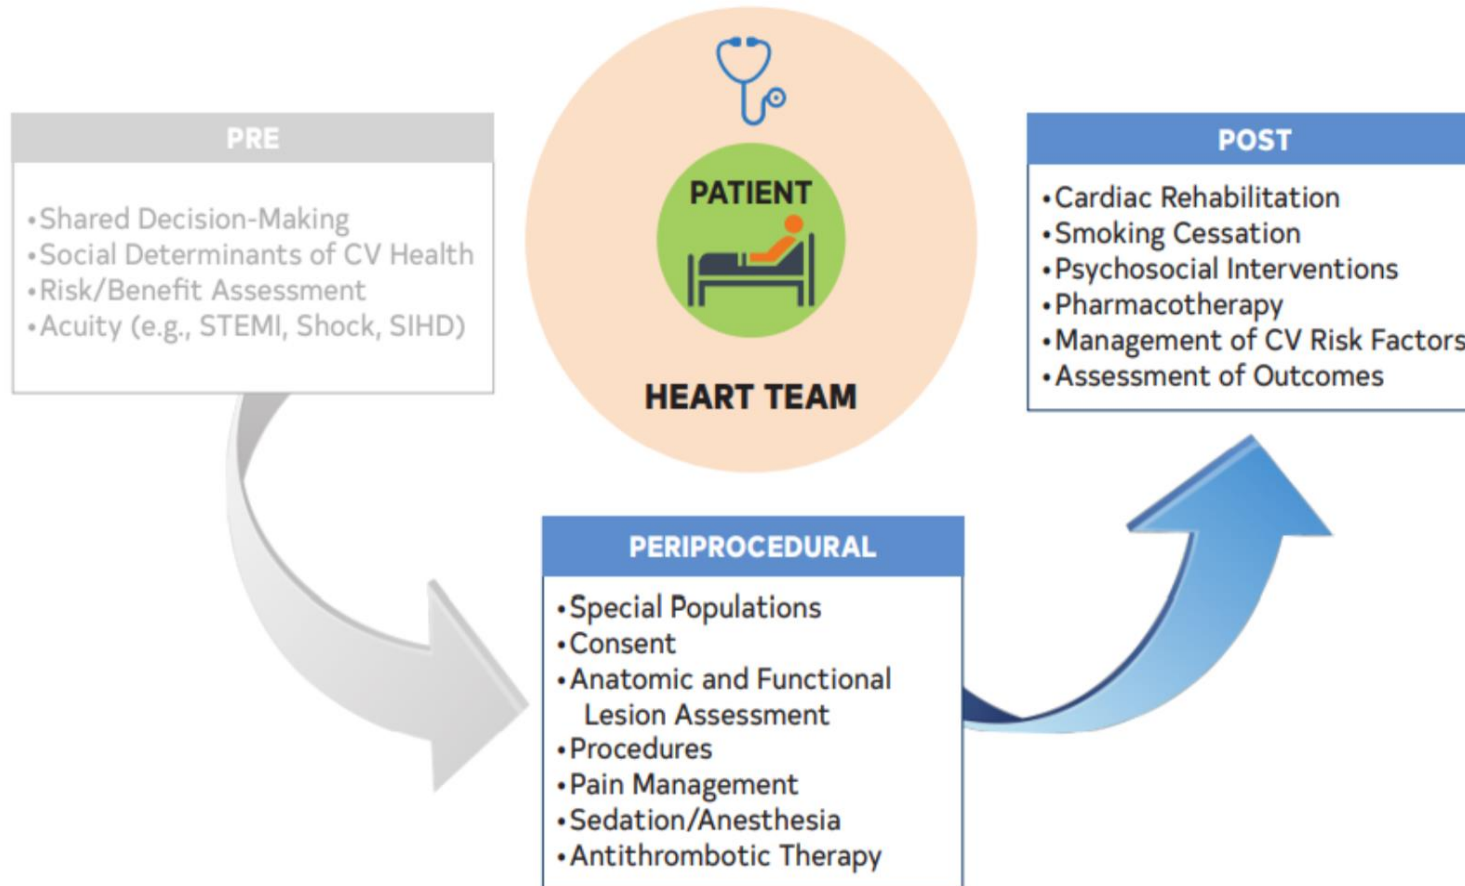 PRE
•Shared Decision-Making
•Social Determinants of CV Health
•Risk/Benefit Assessment
•Acuity (e.g., STEMI, Shock, SIHD)
PATIENT
HEART TEAM
PERIPROCEDURAL
•Special Populations
•Consent
•Anatomic and Functional
Lesion Assessment
•Procedures
•Pain Management
•Sedation/Anesthesia
•Antithrombotic Therapy
POST
•Cardiac Rehabilitation
•Smoking Cessation
•Psychosocial Interventions
•Pharmacotherapy
•Management of CV Risk Factors
•Assessment of Outcomes